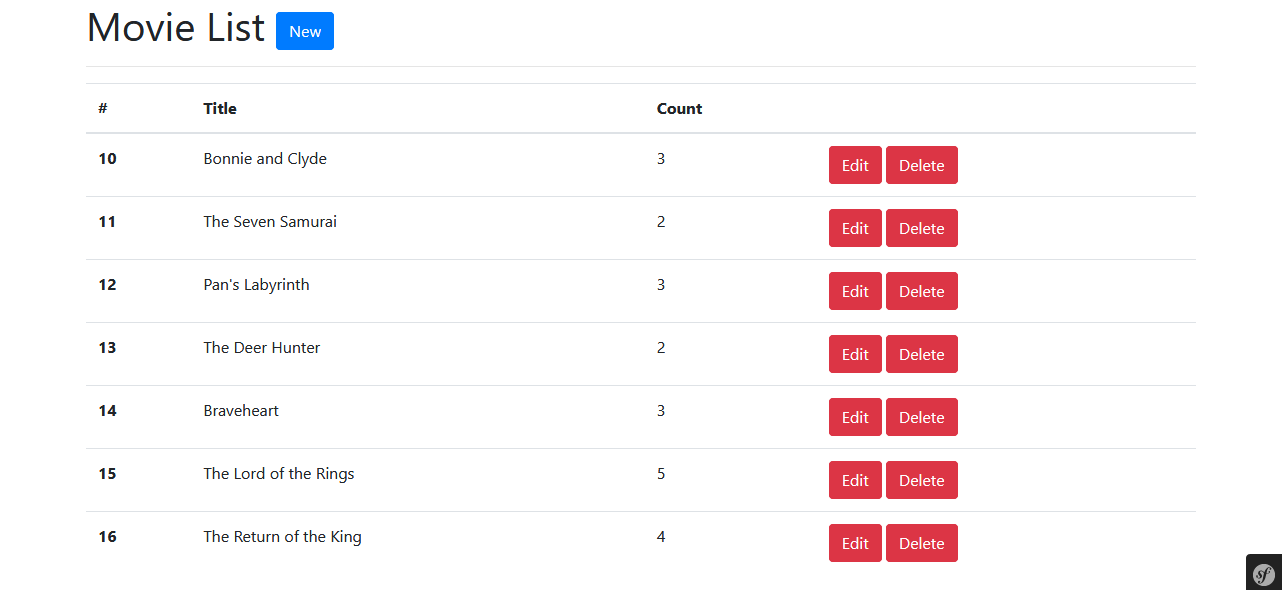 Movie List New
# Title Count
10 Bonnie and Clyde 3 Edit Delete
11 The Seven Samurai 2 Edit Delete
12 Pan's Labyrinth 3 Edit Delete
13 The Deer Hunter 2 Edit Delete
14 Braveheart 3 Edit Delete
15 The Lord of the Rings 5 Edit Delete
16 The Return of the King 4 Edit Delete
sf